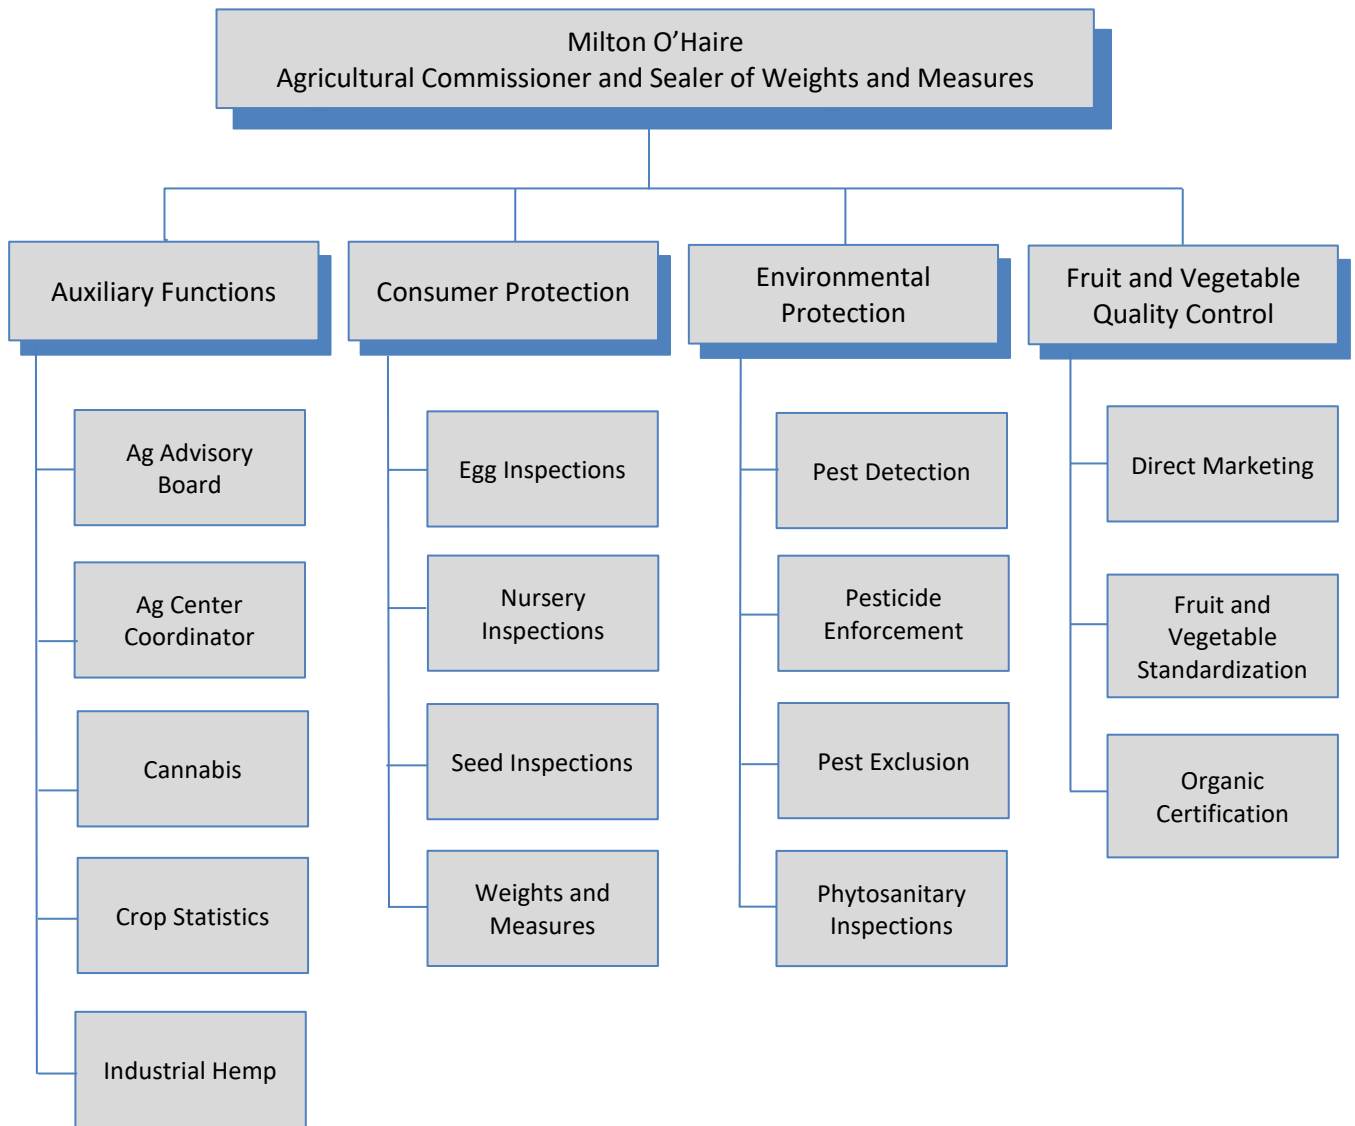 Milton O’Haire
Agricultural Commissioner and Sealer of Weights and Measures
Auxiliary Functions
Ag Advisory
Board
Ag Center
Coordinator
Cannabis
Crop Statistics
Industrial Hemp
Consumer Protection
Egg Inspections
Nursery
Inspections
Seed Inspections
Weights and
Measures
Environmental
Protection
Pest Detection
Pesticide
Enforcement
Pest Exclusion
Phytosanitary
Inspections
Fruit and Vegetable
Quality Control
Direct Marketing
Fruit and
Vegetable
Standardization
Organic
Certification